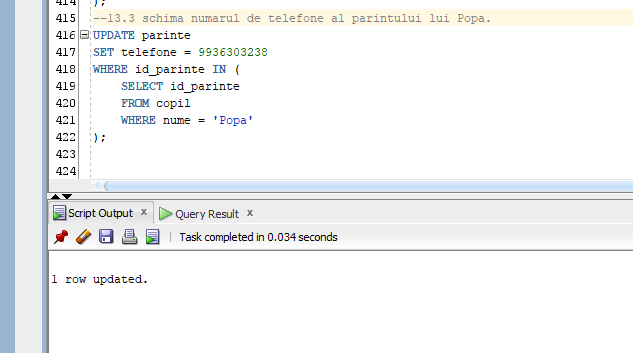 414 );
415 --13.3 schima numarul de telefone al parintului lui Popa.
416 UPDATE parinte
417 SET telefone = 9936303238
418 WHERE id_parinte IN (
419 SELECT id_parinte
420 FROM copil
421 WHERE nume = 'Popa'
422 );
423
424
Script Output x Query Result x
Task completed in 0.034 seconds
1 row updated.